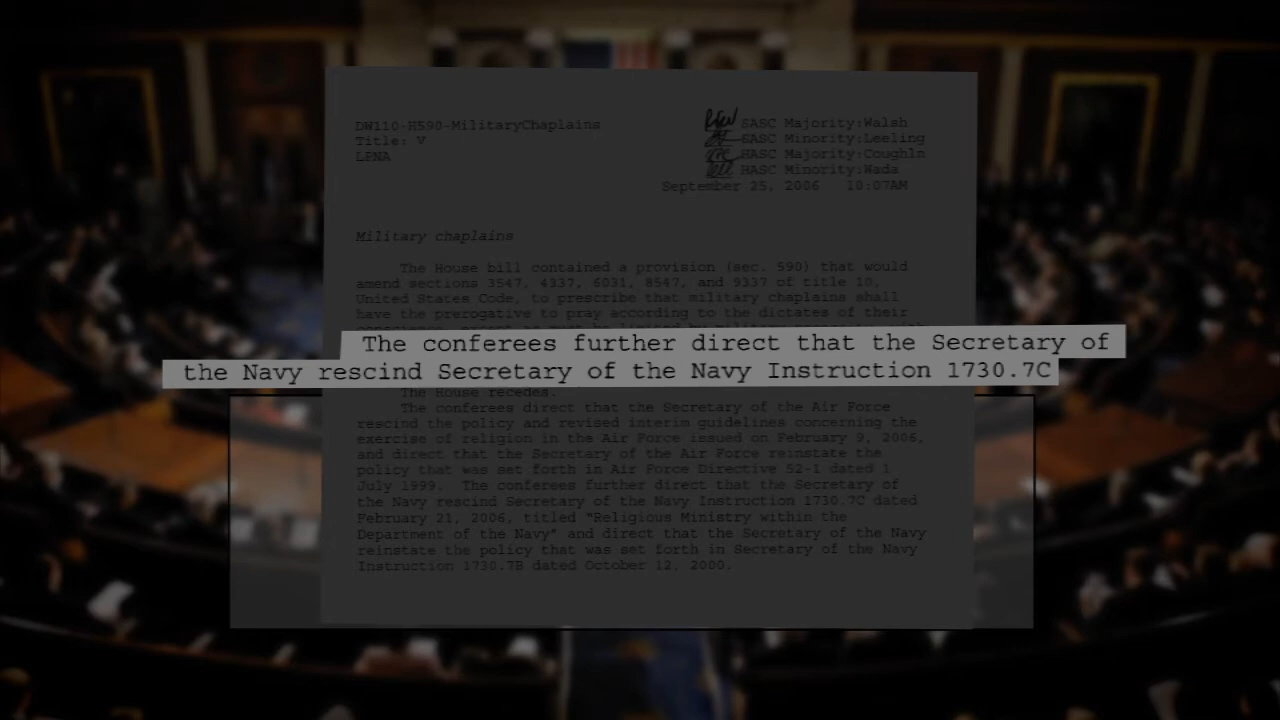 DW110-H590-MilitaryChaplains
Title: V
LPNA
SASC Majority:Walsh
SASC Minority:Leeling
HASC Majority:Coughln
HASC Minority:Wada
September 25, 2006 10:07AM
Military chaplains
The House bill contained a provision (sec. 590) that would
amend sections 3547, 4337, 6031, 8547, and 9337 of title 10,
United States Code, to prescribe that military chaplains shall
have the prerogative to pray according to the dictates of their
The conferees further direct that the Secretary of
the Navy rescind Secretary of the Navy Instruction 1730.7C
The House recedes.
The conferees direct that the Secretary of the Air Force
rescind the policy and revised interim guidelines concerning the
exercise of religion in the Air Force issued on February 9, 2006,
and direct that the Secretary of the Air Force reinstate the
policy that was set forth in Air Force Directive 52-1 dated 1
July 1999. The conferees further direct that the Secretary of
the Navy rescind Secretary of the Navy Instruction 1730.7C dated
February 21, 2006, titled "Religious Ministry within the
Department of the Navy" and direct that the Secretary of the Navy
reinstate the policy that was set forth in Secretary of the Navy
Instruction 1730.7B dated October 12, 2000.